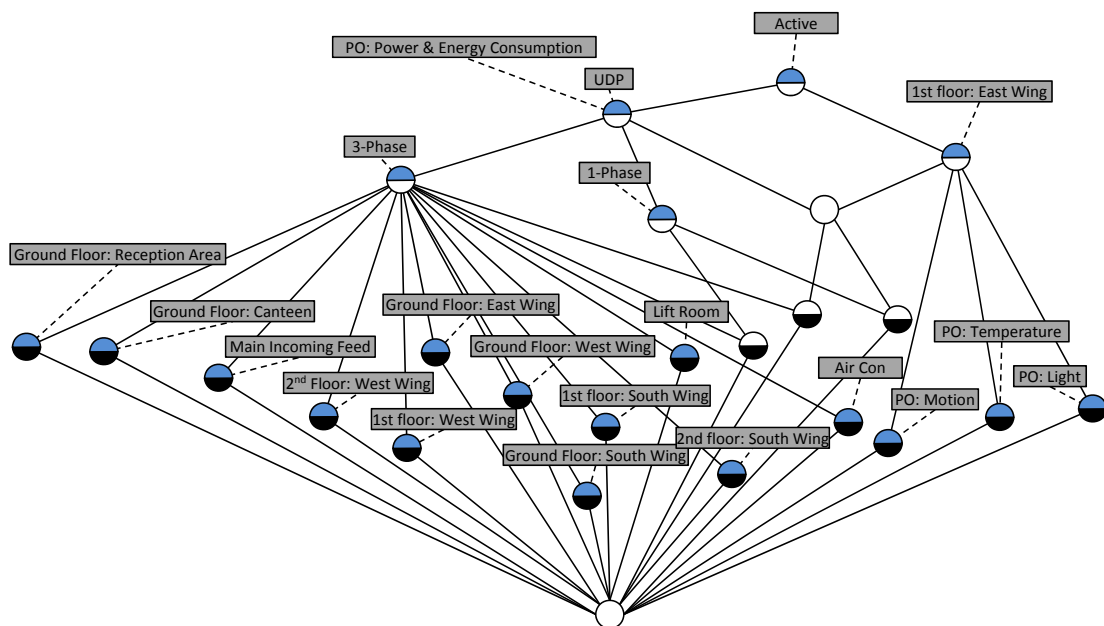 Active
PO: Power & Energy Consumption
UDP
1st floor: East Wing
3-Phase
1-Phase
Ground Floor: Reception Area
Ground Floor: East Wing
Ground Floor: Canteen
Lift Room
PO: Temperature
Main Incoming Feed
Ground Floor: West Wing
Air Con
PO: Light
2nd Floor: West Wing
1st floor: South Wing
PO: Motion
1st floor: West Wing
2nd floor: South Wing
Ground Floor: South Wing